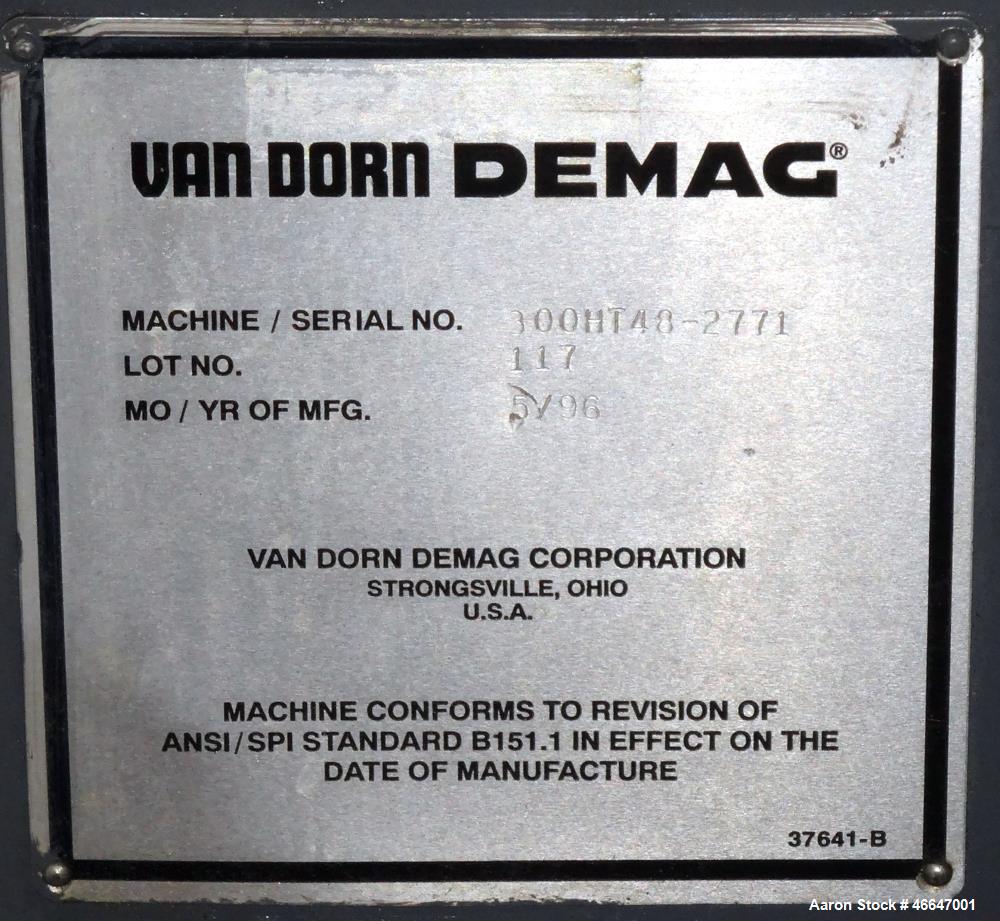 VAN DORN DEMAG®
MACHINE / SERIAL NO. 300HT48-2771
LOT NO. 117
MO / YR OF MFG. 5/96
VAN DORN DEMAG CORPORATION
STRONGSVILLE, OHIO
U.S.A.
MACHINE CONFORMS TO REVISION OF
ANSI/SPI STANDARD B151.1 IN EFFECT ON THE
DATE OF MANUFACTURE
37641-B
Aaron Stock # 46647001